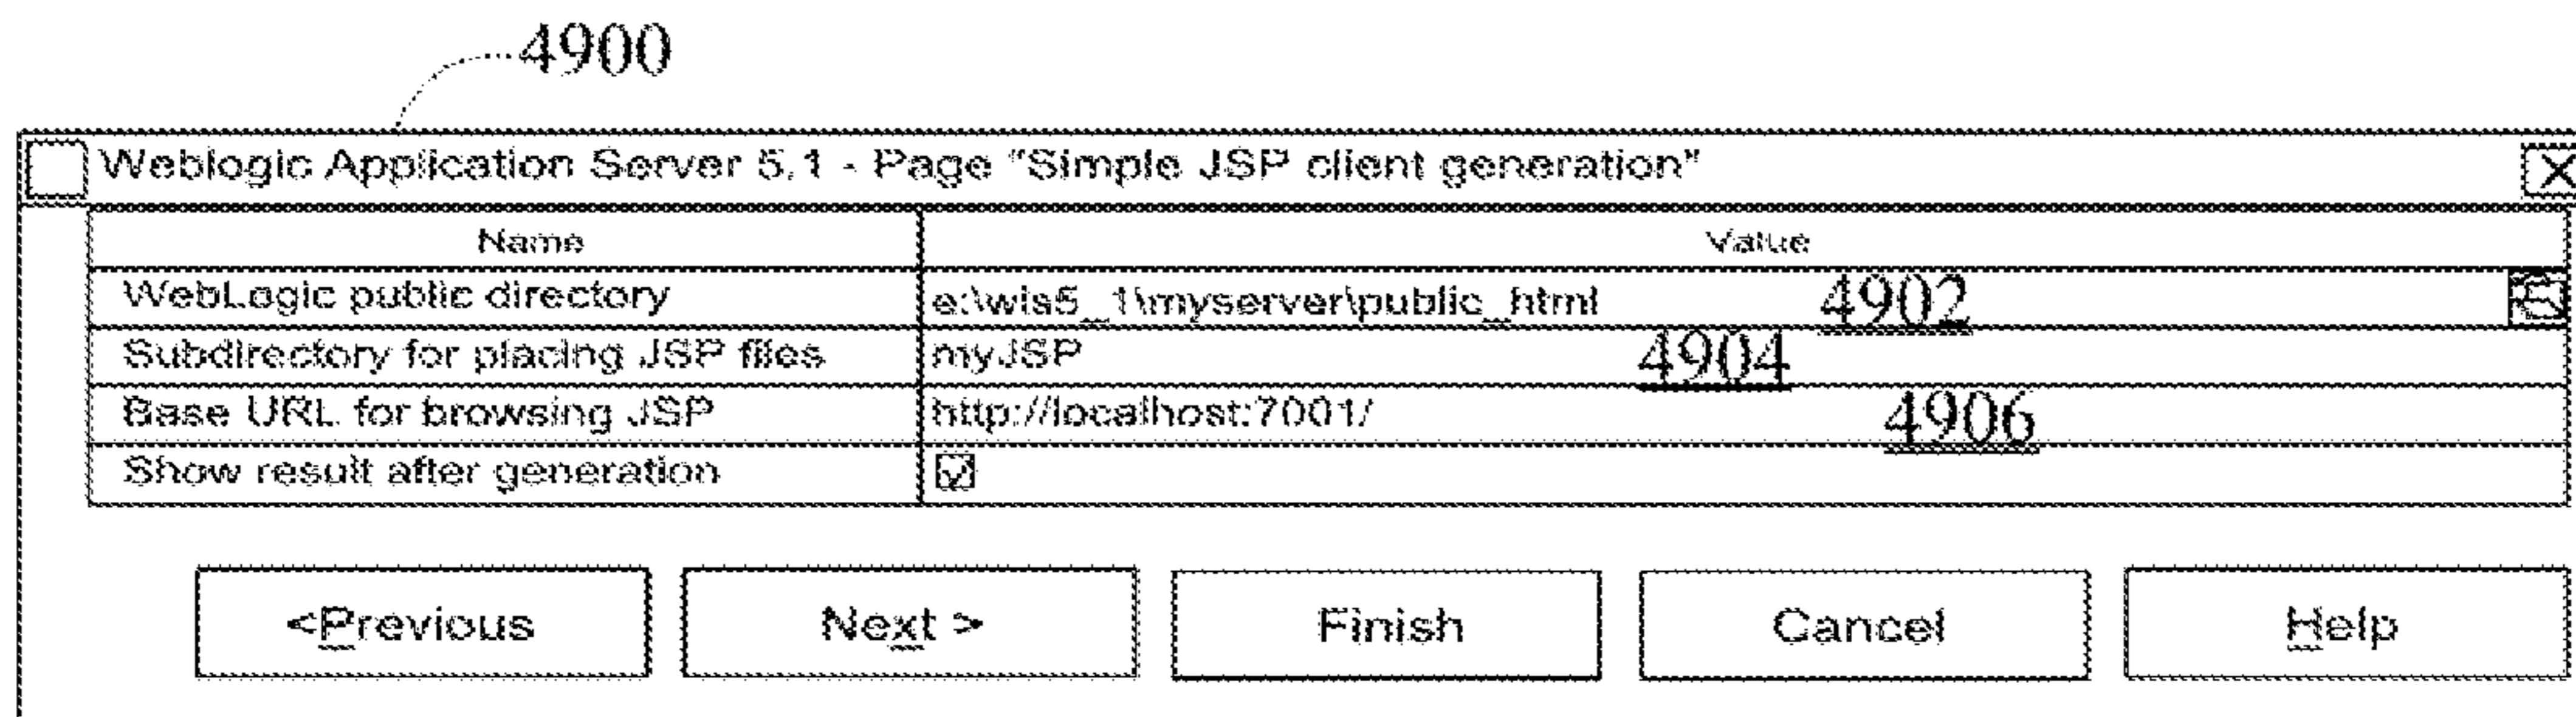 4900
Weblogic Application Server 5.1 - Page "Simple JSP client generation"
Name Value
WebLogic public directory e:\wls5_1\myserver\public_html 4902
Subdirectory for placing JSP files myJSP 4904
Base URL for browsing JSP http://localhost:7001/ 4906
Show result after generation
<Previous Next > Finish Cancel Help